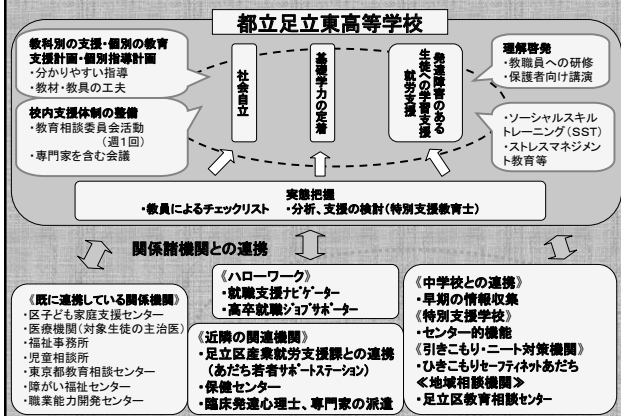 都立足立東高等学校
教科別の支援・個別の教育
支援計画・個別指導計画
・分かりやすい指導
・教材・教具の工夫
校内支援体制の整備
・教育相談委員会活動
(週1回)
・専門家を含む会議
社会自立
基礎学力の定着
発達障害のある
生徒への学習支援
就労支援
理解啓発
・教職員への研修
・保護者向け講演
・ソーシャルスキル
トレーニング(SST)
・ストレスマネジメン
ト教育等
実態把握
・教員によるチェックリスト ・分析、支援の検討(特別支援教育士)
関係諸機関との連携
《既に連携している関係機関》
・区子ども家庭支援センター
・医療機関(対象生徒の主治医)
・福祉事務所
・児童相談所
・東京都教育相談センター
・障がい福祉センター
・職業能力開発センター
《ハローワーク》
・就職支援ナビゲーター
・高卒就職ジョブサポーター
《近隣の関連機関》
・足立区産業就労支援課との連携
(あだち若者サポートステーション)
・保健センター
・臨床発達心理士、専門家の派遣
《中学校との連携》
・早期の情報収集
《特別支援学校》
・センター的機能
《引きこもり・ニート対策機関》
・ひきこもりセーフティネットあだち
≪地域相談機関≫
・足立区教育相談センター